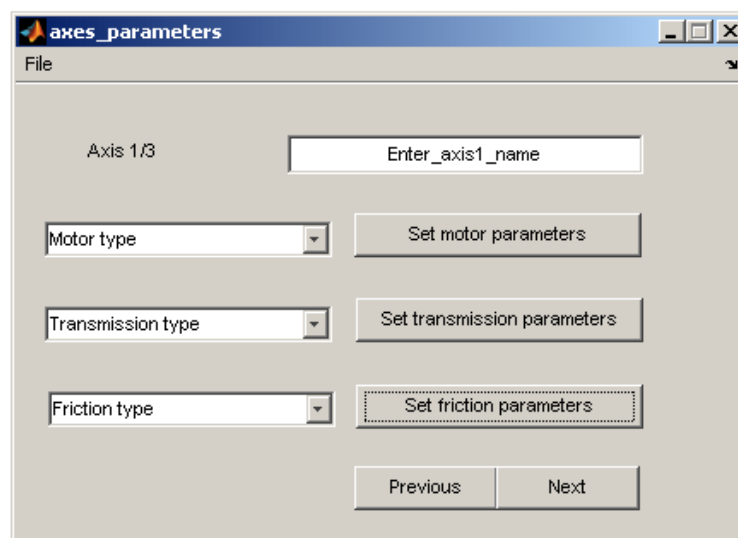 axes_parameters
File
Axis 1/3 Enter_axis1_name
Motor type Set motor parameters
Transmission type Set transmission parameters
Friction type Set friction parameters
Previous Next